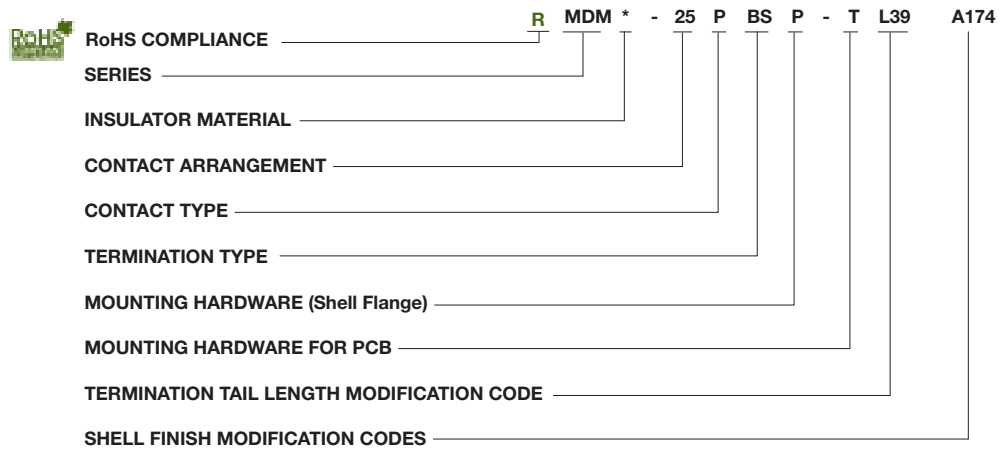 R MDM * - 25 P BS P - T L39 A174
RoHS
RoHS COMPLIANCE
SERIES
INSULATOR MATERIAL
CONTACT ARRANGEMENT
CONTACT TYPE
TERMINATION TYPE
MOUNTING HARDWARE (Shell Flange)
MOUNTING HARDWARE FOR PCB
TERMINATION TAIL LENGTH MODIFICATION CODE
SHELL FINISH MODIFICATION CODES